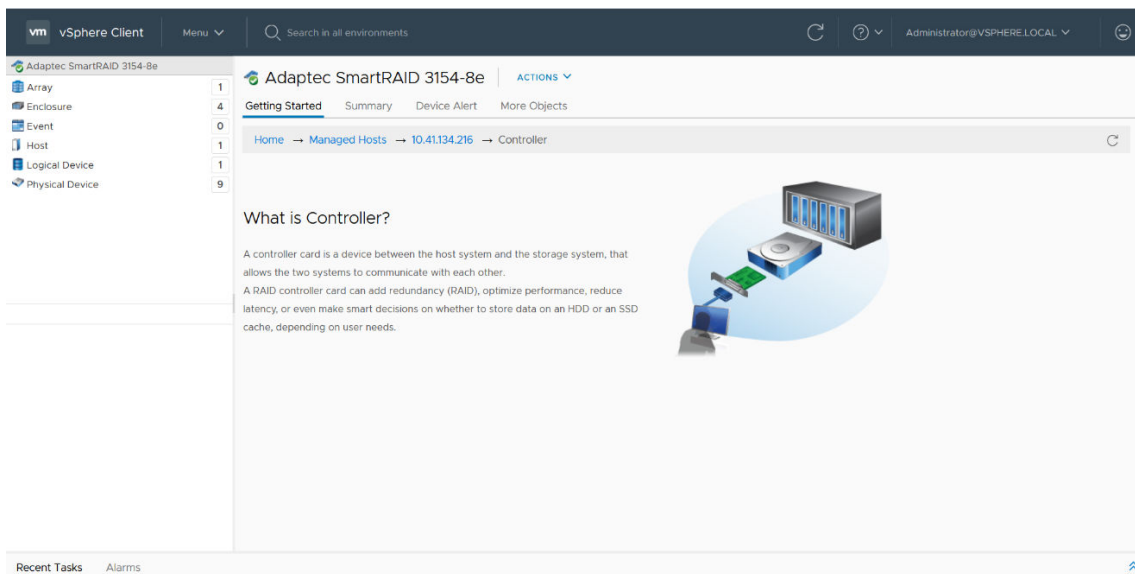 vm vSphere Client Menu Search in all environments Administrator@VSPHERE.LOCAL
Adaptec SmartRAID 3154-8e
Array 1
Enclosure 4
Event 0
Host 1
Logical Device 1
Physical Device 9
Adaptec SmartRAID 3154-8e ACTIONS
Getting Started Summary Device Alert More Objects
Home → Managed Hosts → 10.41.134.216 → Controller
What is Controller?
A controller card is a device between the host system and the storage system, that
allows the two systems to communicate with each other.
A RAID controller card can add redundancy (RAID), optimize performance, reduce
latency, or even make smart decisions on whether to store data on an HDD or an SSD
cache, depending on user needs.
Recent Tasks Alarms